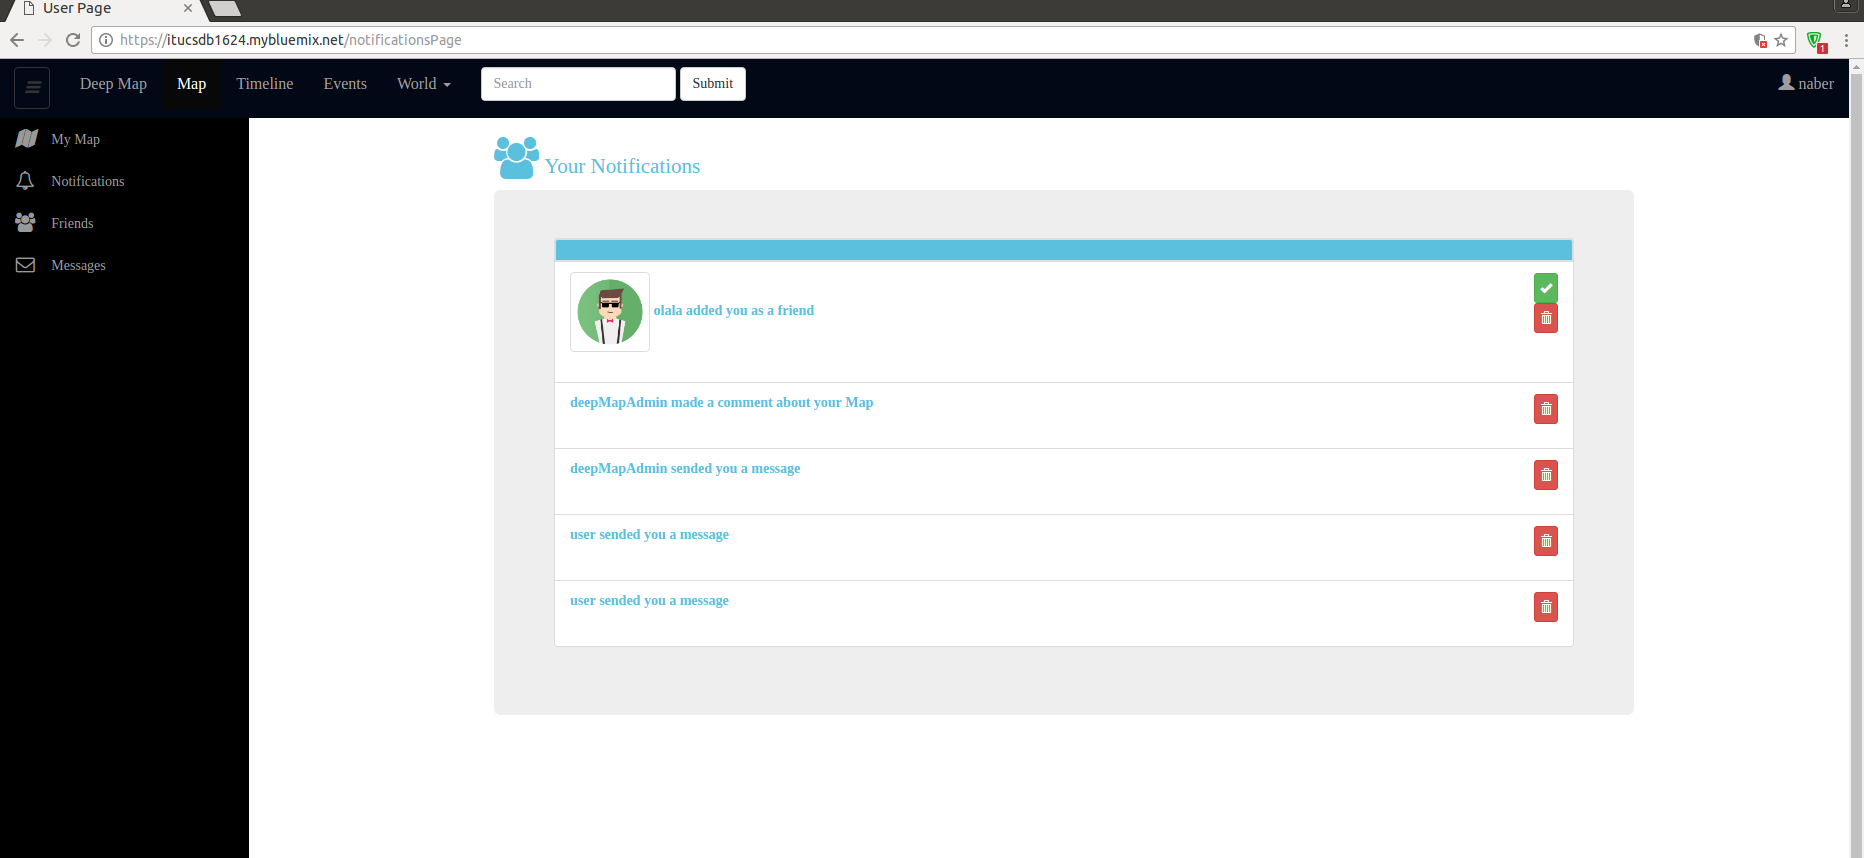 User Page
https://itucsdb1624.mybluemix.net/notificationsPage
1
Deep Map Map Timeline Events World Search Submit naber
My Map
Notifications
Friends
Messages
Your Notifications
olala added you as a friend
deepMapAdmin made a comment about your Map
deepMapAdmin sended you a message
user sended you a message
user sended you a message